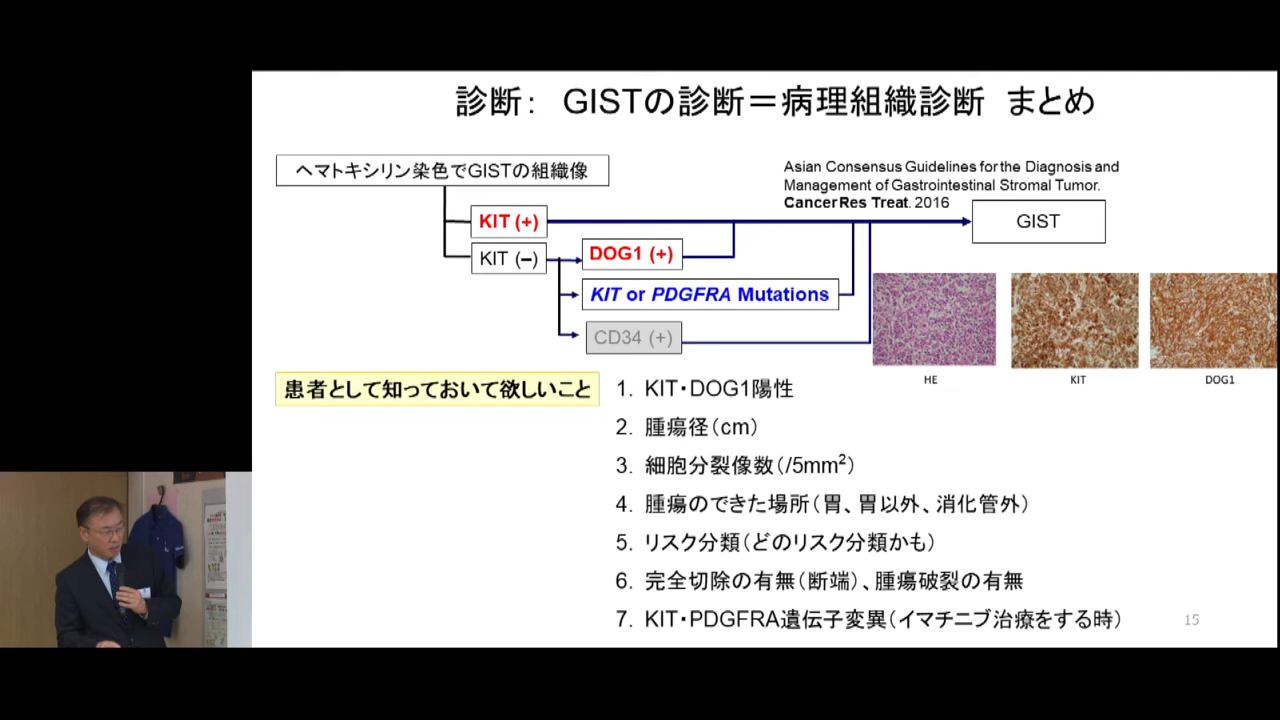 診断： GISTの診断＝病理組織診断 まとめ
ヘマトキシリン染色でGISTの組織像
Asian Consensus Guidelines for the Diagnosis and
Management of Gastrointestinal Stromal Tumor.
Cancer Res Treat. 2016
KIT (+)
GIST
KIT (–)
DOG1 (+)
KIT or PDGFRA Mutations
CD34 (+)
HE
KIT
DOG1
患者として知っておいて欲しいこと
1. KIT・DOG1陽性
2. 腫瘍径（cm）
3. 細胞分裂像数（/5mm²）
4. 腫瘍のできた場所（胃、胃以外、消化管外）
5. リスク分類（どのリスク分類かも）
6. 完全切除の有無（断端）、腫瘍破裂の有無
7. KIT・PDGFRA遺伝子変異（イマチニブ治療をする時）
15